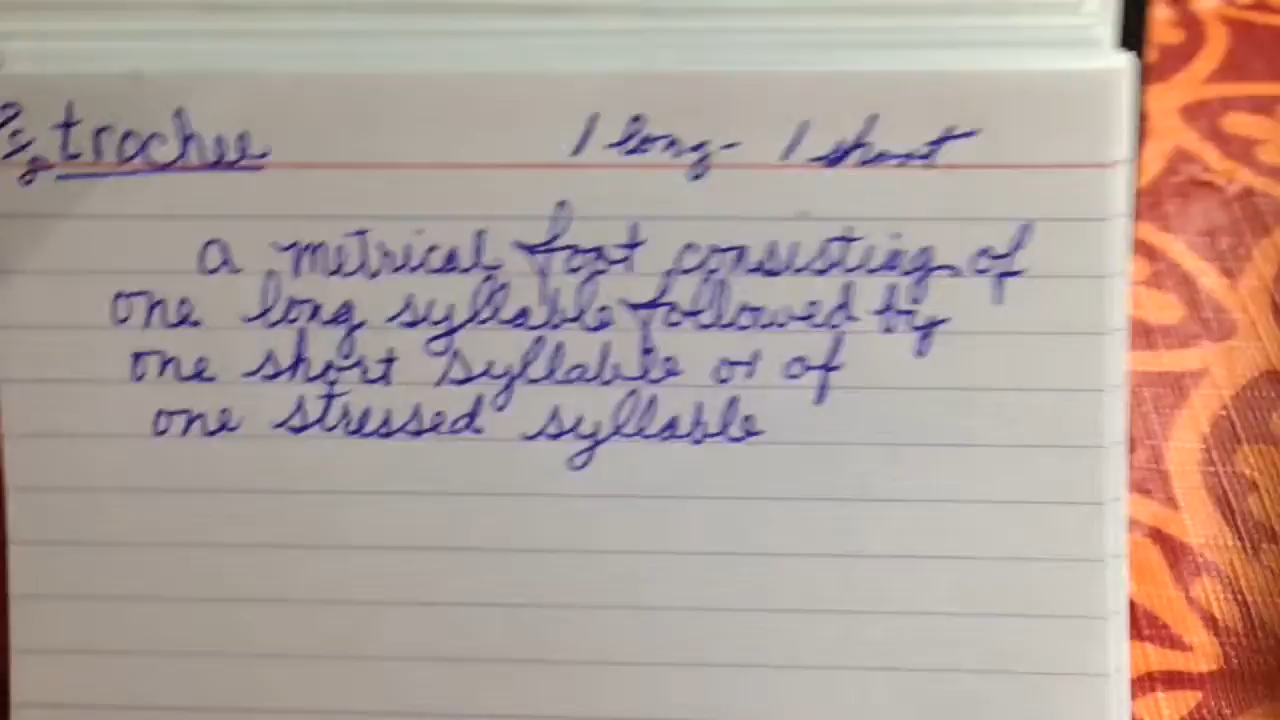 trochee 1 long - 1 short
a metrical foot consisting of
one long syllable followed by
one short syllable or of
one stressed syllable